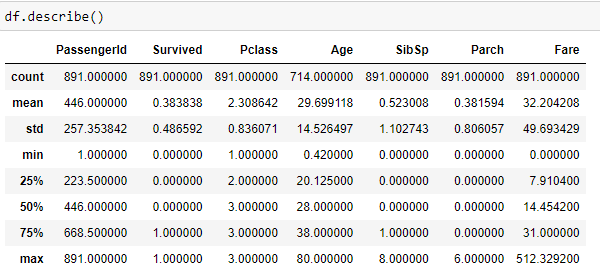 df.describe()
PassengerId Survived Pclass Age SibSp Parch Fare
count 891.000000 891.000000 891.000000 714.000000 891.000000 891.000000 891.000000
mean 446.000000 0.383838 2.308642 29.699118 0.523008 0.381594 32.204208
std 257.353842 0.486592 0.836071 14.526497 1.102743 0.806057 49.693429
min 1.000000 0.000000 1.000000 0.420000 0.000000 0.000000 0.000000
25% 223.500000 0.000000 2.000000 20.125000 0.000000 0.000000 7.910400
50% 446.000000 0.000000 3.000000 28.000000 0.000000 0.000000 14.454200
75% 668.500000 1.000000 3.000000 38.000000 1.000000 0.000000 31.000000
max 891.000000 1.000000 3.000000 80.000000 8.000000 6.000000 512.329200